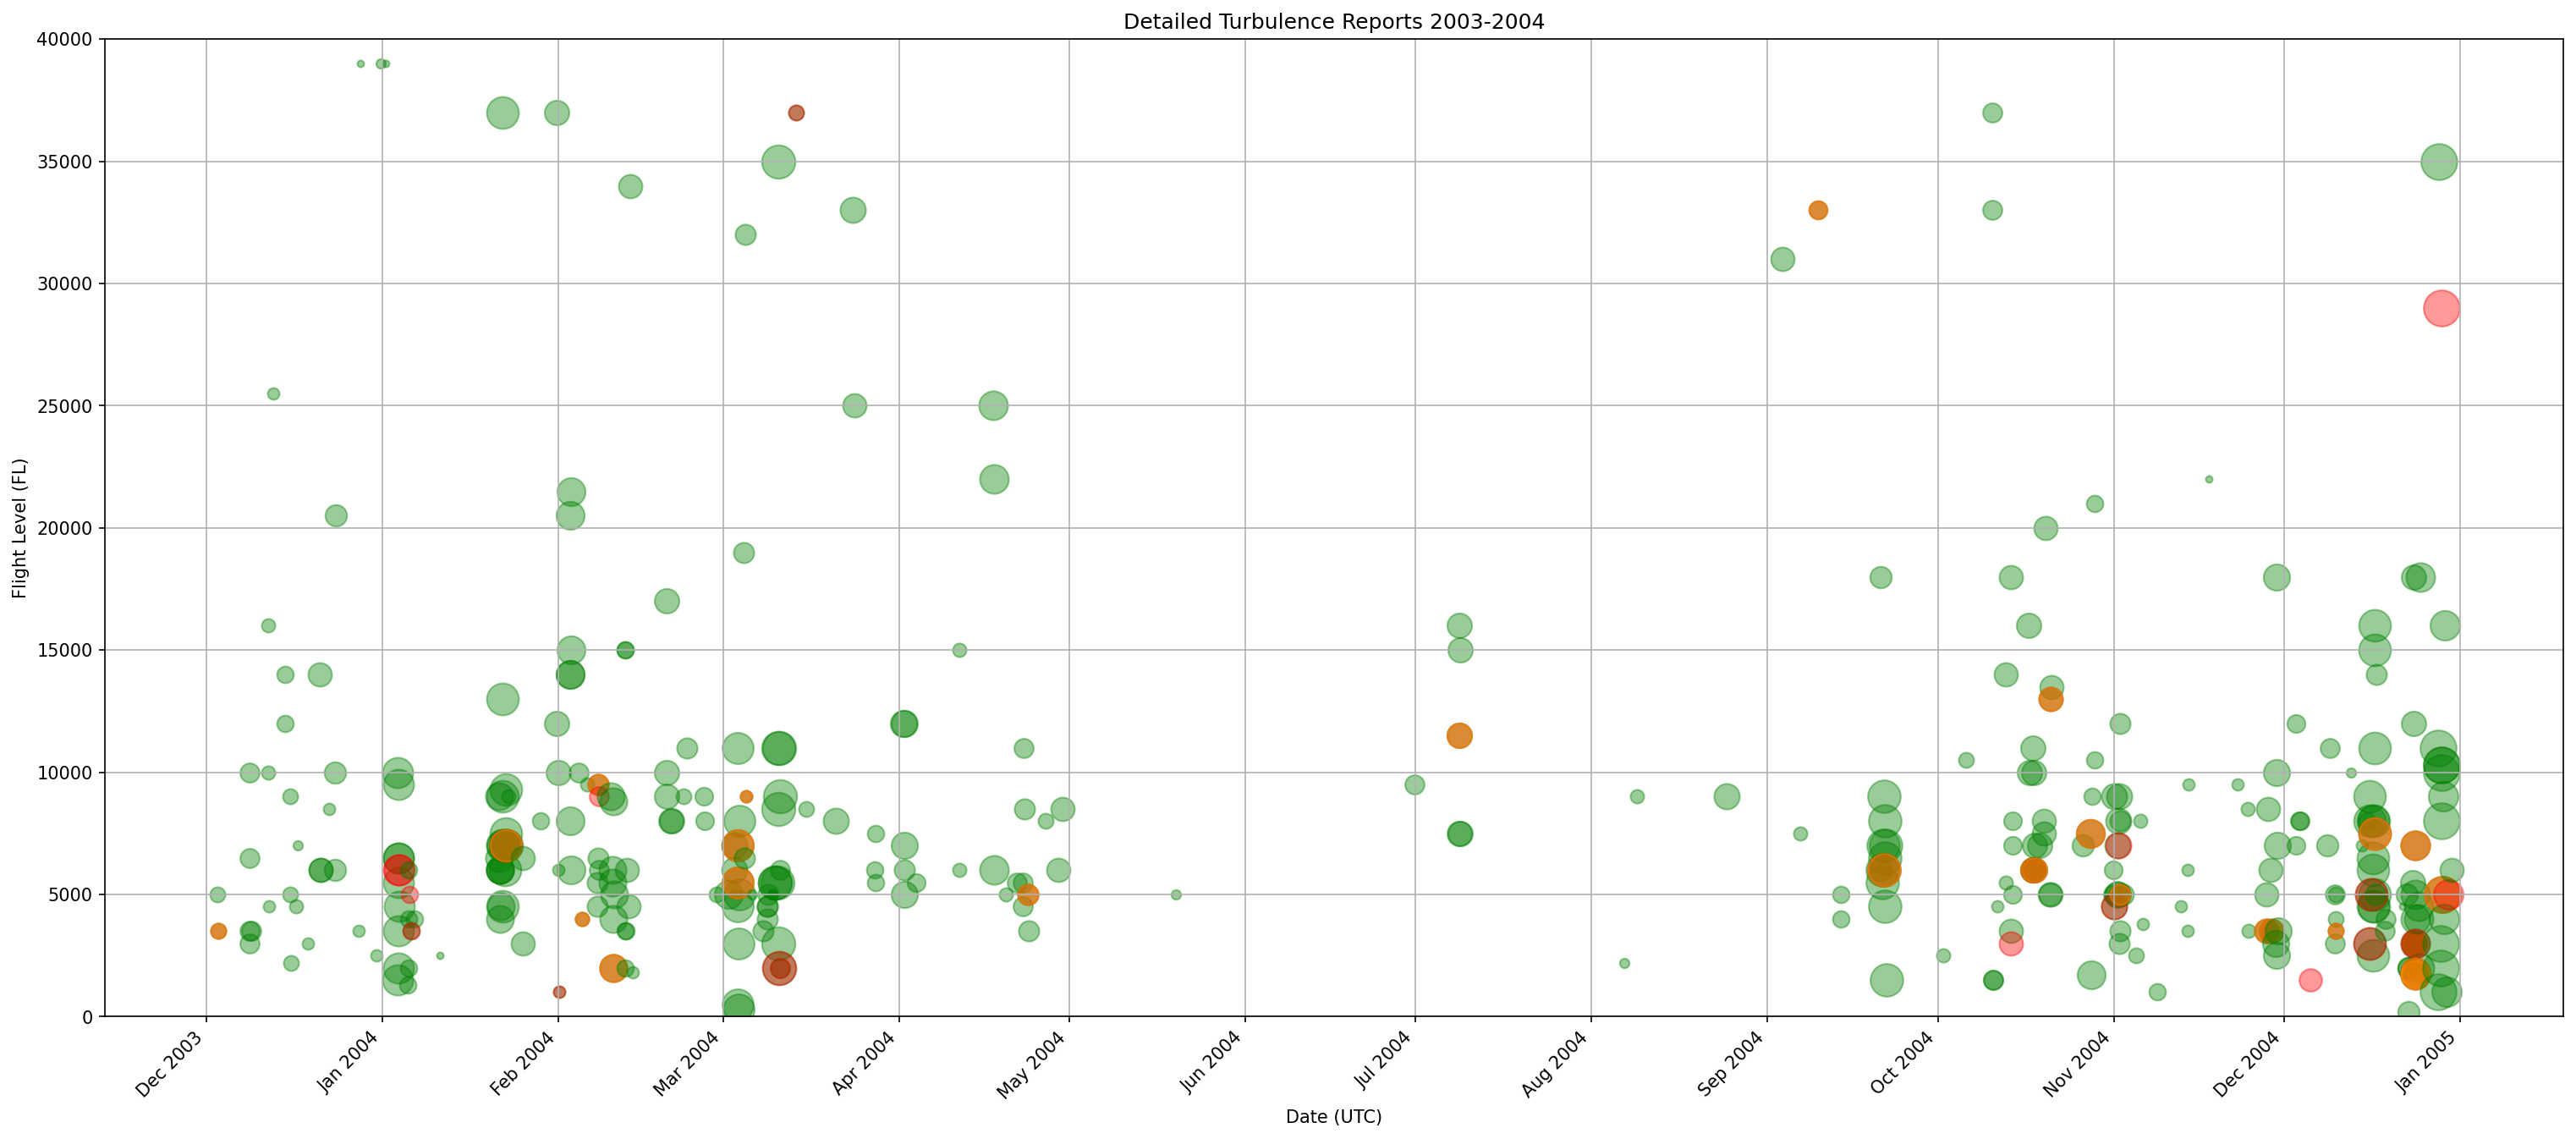 Detailed Turbulence Reports 2003-2004
40000
35000
30000
25000
20000
15000
10000
5000
0
Flight Level (FL)
Dec 2003
Jan 2004
Feb 2004
Mar 2004
Apr 2004
May 2004
Jun 2004
Jul 2004
Aug 2004
Sep 2004
Oct 2004
Nov 2004
Dec 2004
Jan 2005
Date (UTC)